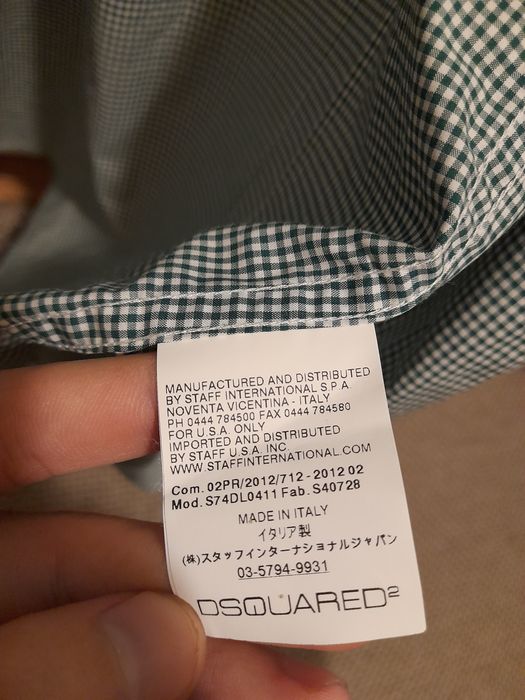 MANUFACTURED AND DISTRIBUTED
BY STAFF INTERNATIONAL S.P.A.
NOVENTA VICENTINA - ITALY
PH 0444 784500 FAX 0444 784580
FOR U.S.A. ONLY
IMPORTED AND DISTRIBUTED
BY STAFF U.S.A. INC.
WWW.STAFFINTERNATIONAL.COM
Com. 02PR/2012/712 - 2012 02
Mod. S74DL0411 Fab. S40728
MADE IN ITALY
イタリア製
(株)スタッフインターナショナルジャパン
03-5794-9931
DSQUARED2